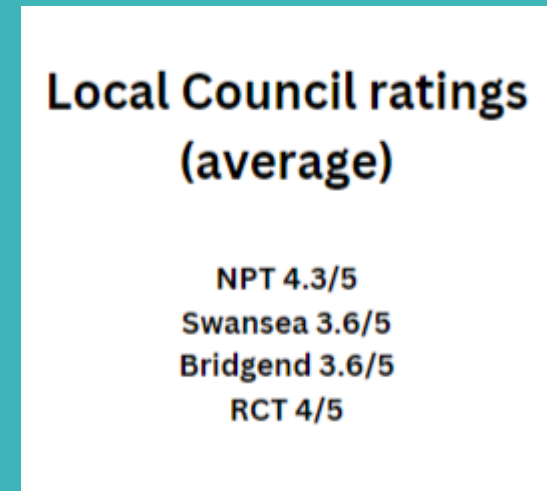 Local Council ratings
(average)
NPT 4.3/5
Swansea 3.6/5
Bridgend 3.6/5
RCT 4/5